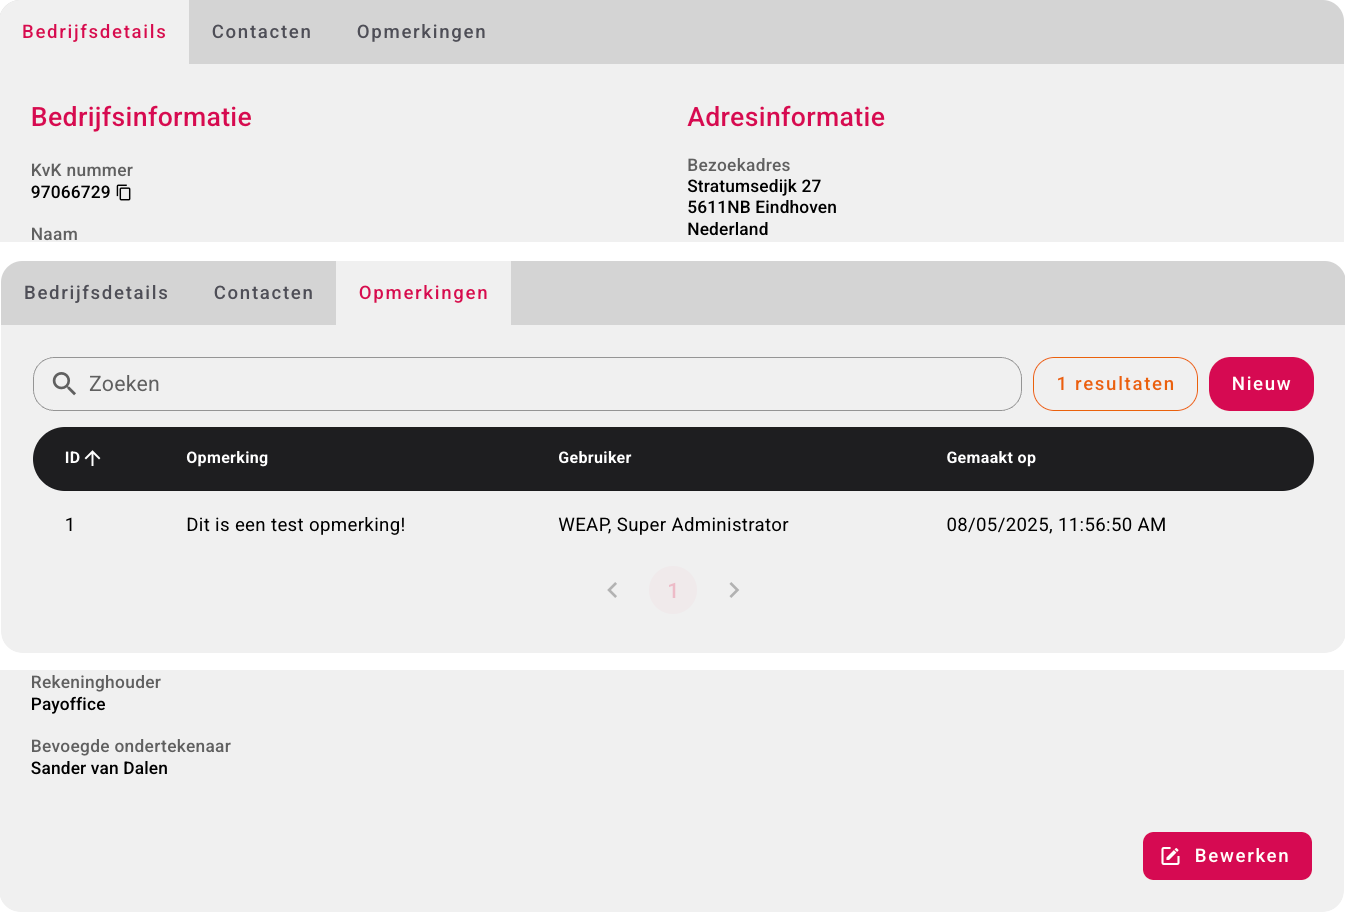 Bedrijfsdetails Contacten Opmerkingen
Bedrijfsinformatie
KvK nummer
97066729
Naam
Adresinformatie
Bezoekadres
Stratumsedijk 27
5611NB Eindhoven
Nederland
Bedrijfsdetails Contacten Opmerkingen
Zoeken 1 resultaten Nieuw
ID Opmerking Gebruiker Gemaakt op
1 Dit is een test opmerking! WEAP, Super Administrator 08/05/2025, 11:56:50 AM
1
Rekeninghouder
Payoffice
Bevoegde ondertekenaar
Sander van Dalen
Bewerken